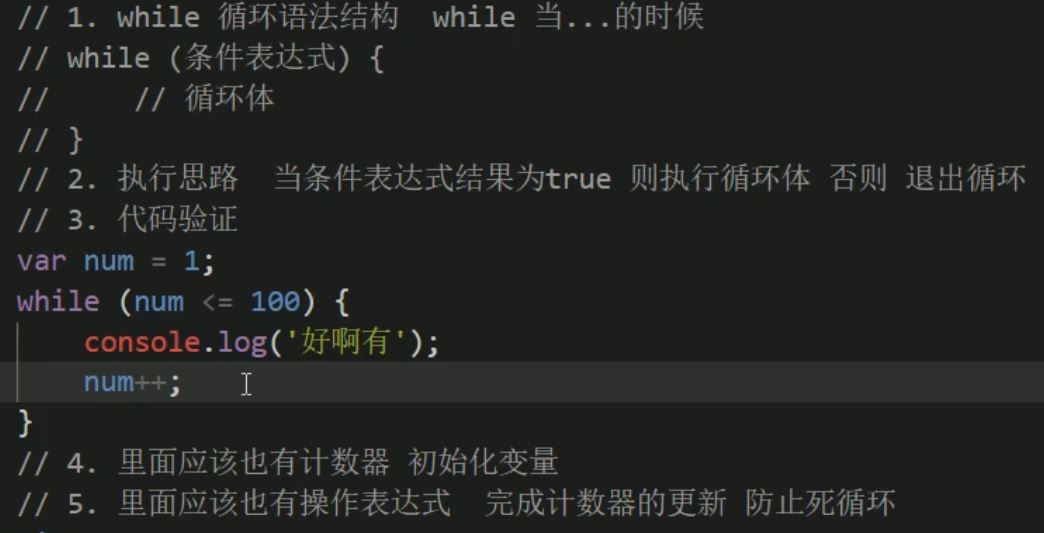 // 1. while 循环语法结构  while 当...的时候
// while (条件表达式) {
//     // 循环体
// }
// 2. 执行思路  当条件表达式结果为true 则执行循环体 否则 退出循环
// 3. 代码验证
var num = 1;
while (num <= 100) {
    console.log('好啊有');
    num++;
}
// 4. 里面应该也有计数器 初始化变量
// 5. 里面应该也有操作表达式  完成计数器的更新 防止死循环